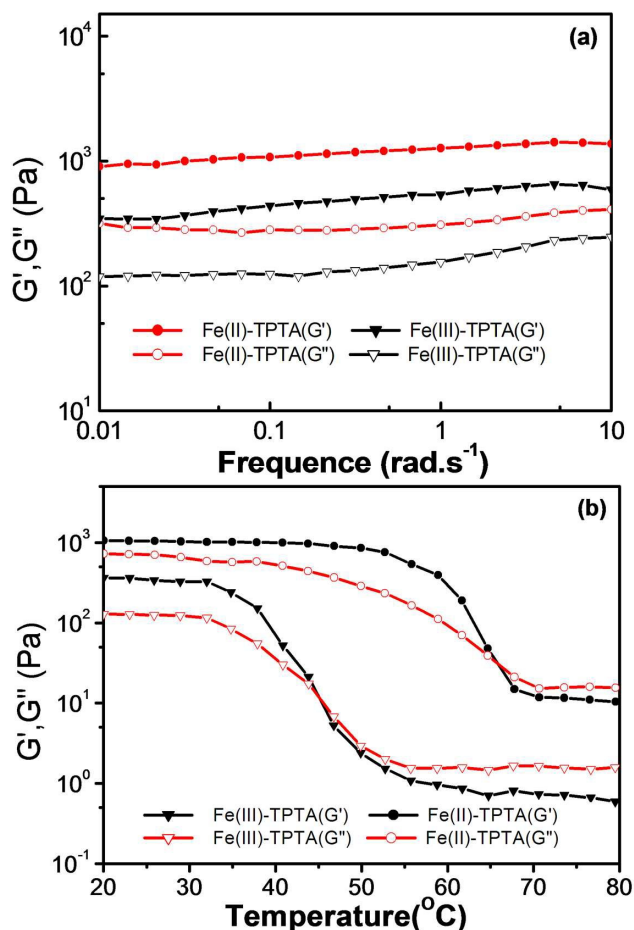 (a)
10⁴
10³
10²
10¹
G',G'' (Pa)
Fe(II)-TPTA(G') Fe(III)-TPTA(G')
Fe(II)-TPTA(G'') Fe(III)-TPTA(G'')
0.01 0.1 1 10
Frequence (rad.s⁻¹)
(b)
10³
10²
10¹
10⁰
10⁻¹
G',G'' (Pa)
Fe(III)-TPTA(G') Fe(II)-TPTA(G')
Fe(III)-TPTA(G'') Fe(II)-TPTA(G'')
20 30 40 50 60 70 80
Temperature(⁰C)